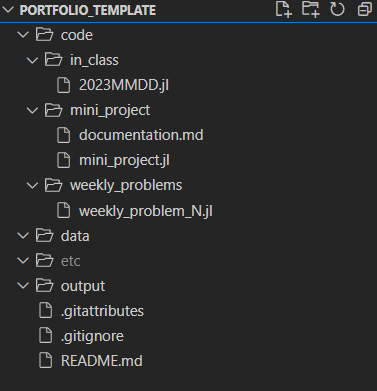 PORTFOLIO_TEMPLATE
code
in_class
2023MMDD.jl
mini_project
documentation.md
mini_project.jl
weekly_problems
weekly_problem_N.jl
data
etc
output
.gitattributes
.gitignore
README.md